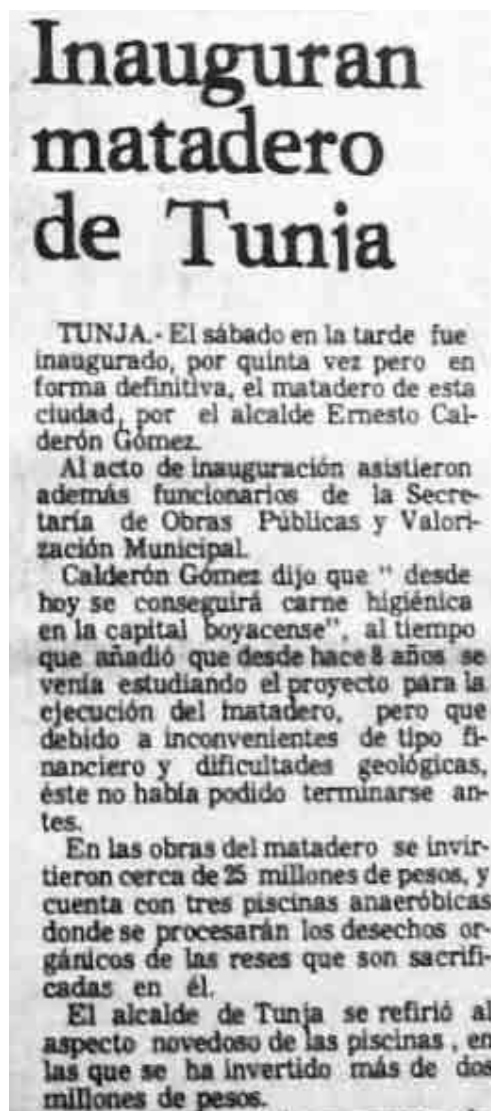 Inauguran
matadero
de Tunja
TUNJA.- El sábado en la tarde fue
inaugurado, por quinta vez pero en
forma definitiva, el matadero de esta
ciudad, por el alcalde Ernesto Cal-
derón Gómez.
Al acto de inauguración asistieron
además funcionarios de la Secre-
taría de Obras Públicas y Valori-
zación Municipal.
Calderón Gómez dijo que " desde
hoy se conseguirá carne higiénica
en la capital boyacense", al tiempo
que añadió que desde hace 8 años se
venía estudiando el proyecto para la
ejecución del matadero, pero que
debido a inconvenientes de tipo fi-
nanciero y dificultades geológicas,
éste no había podido terminarse an-
tes.
En las obras del matadero se invir-
tieron cerca de 25 millones de pesos, y
cuenta con tres piscinas anaeróbicas
donde se procesarán los desechos or-
gánicos de las reses que son sacrifi-
cadas en él.
El alcalde de Tunja se refirió al
aspecto novedoso de las piscinas , en
las que se ha invertido más de dos
millones de pesos.